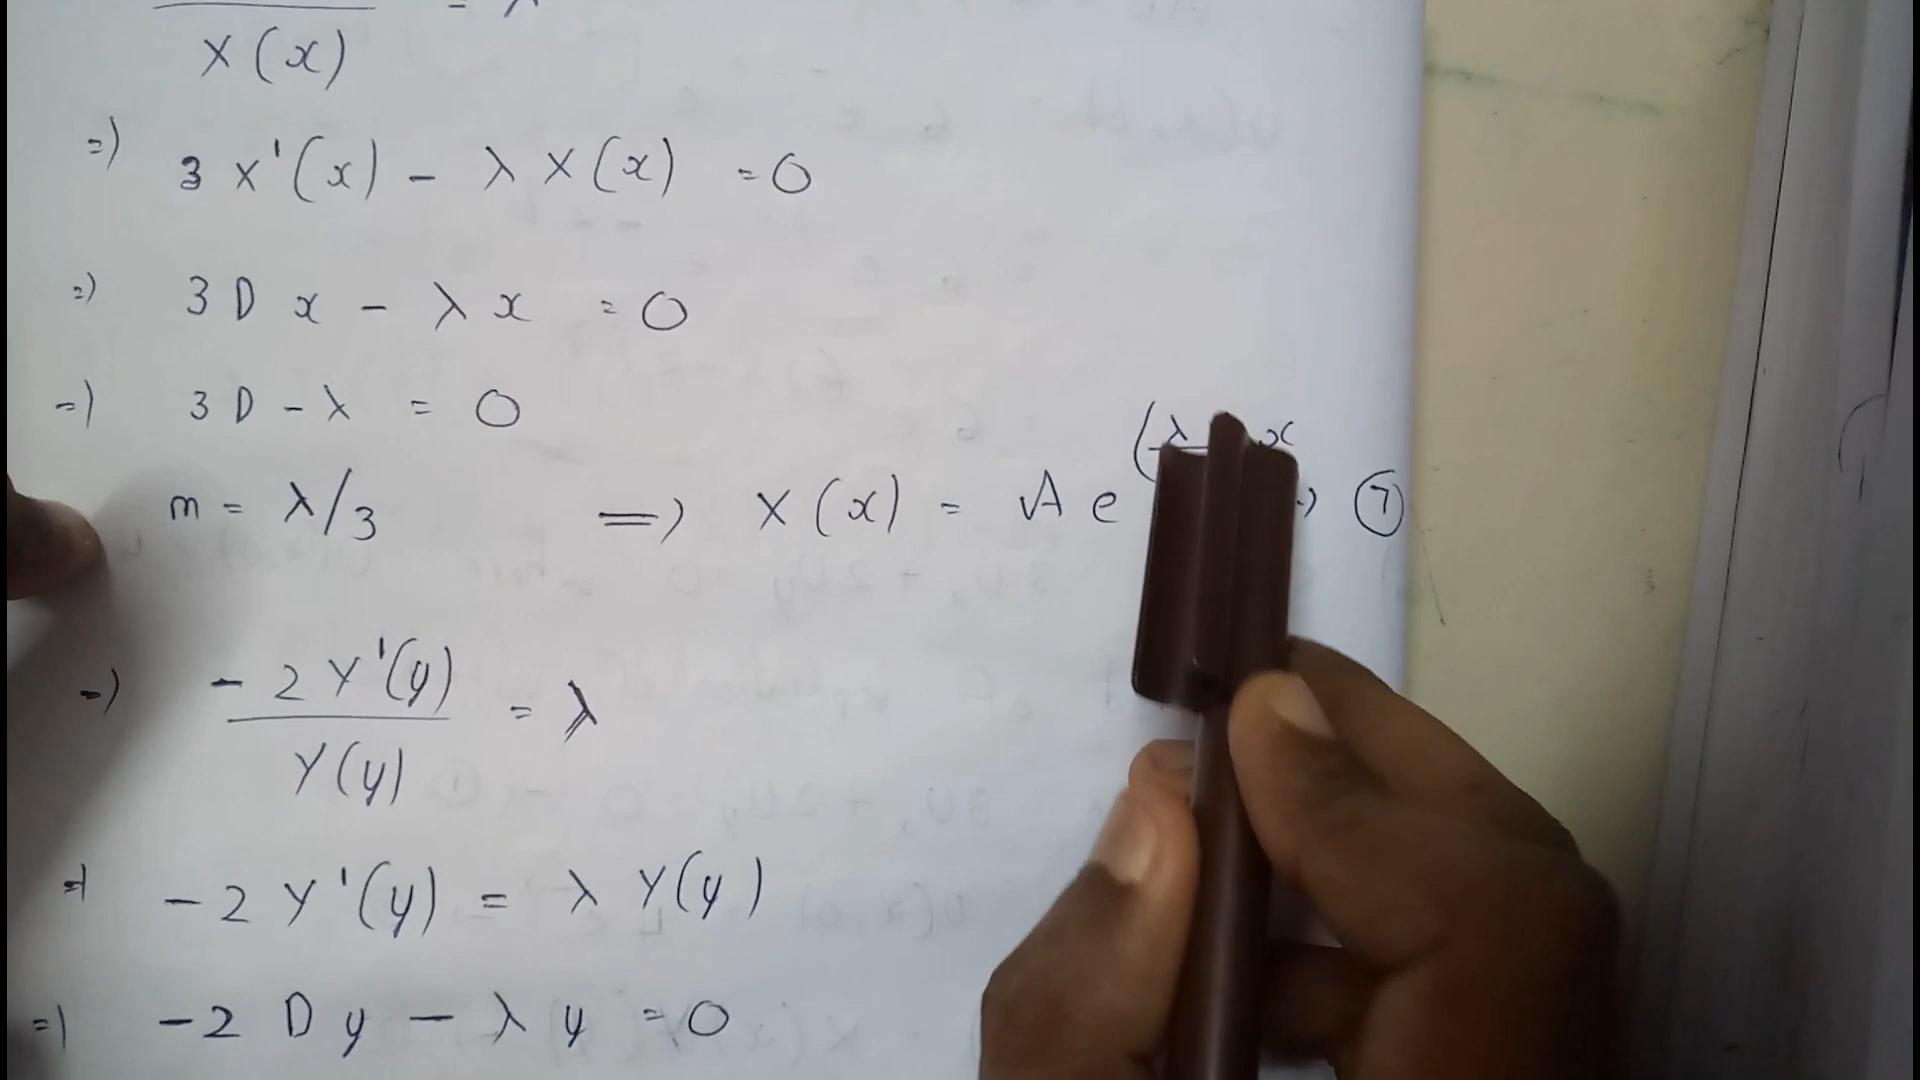 = λ
X(x)
=) 3 X'(x) - λ X(x) = 0
=) 3 D x - λ x = 0
=) 3 D - λ = 0
m = λ/3 => X(x) = A e (λ x -) 7
=) - 2 Y'(y) = λ
Y(y)
=) - 2 Y'(y) = λ Y(y)
=) - 2 D y - λ y = 0